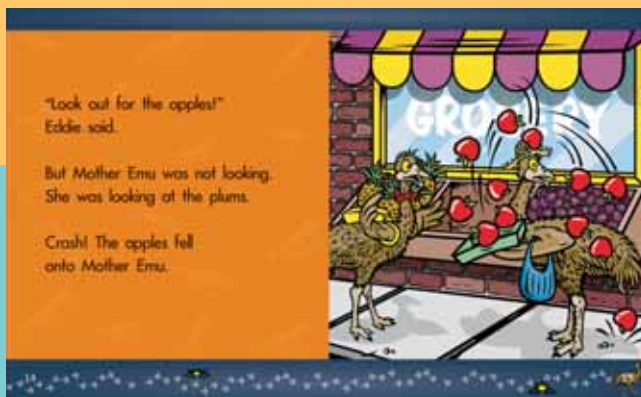 “Look out for the apples!”
Eddie said.
But Mother Emu was not looking.
She was looking at the plums.
Crash! The apples fell
onto Mother Emu.
GROCERY